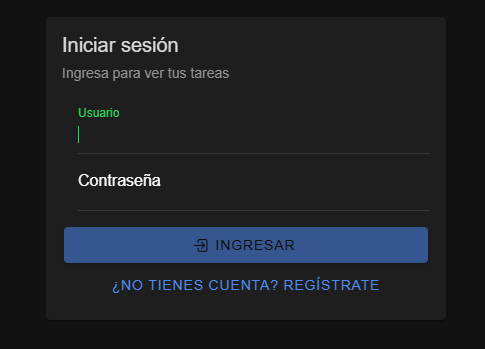 Iniciar sesión
Ingresa para ver tus tareas
Usuario
Contraseña
INGRESAR
¿NO TIENES CUENTA? REGÍSTRATE